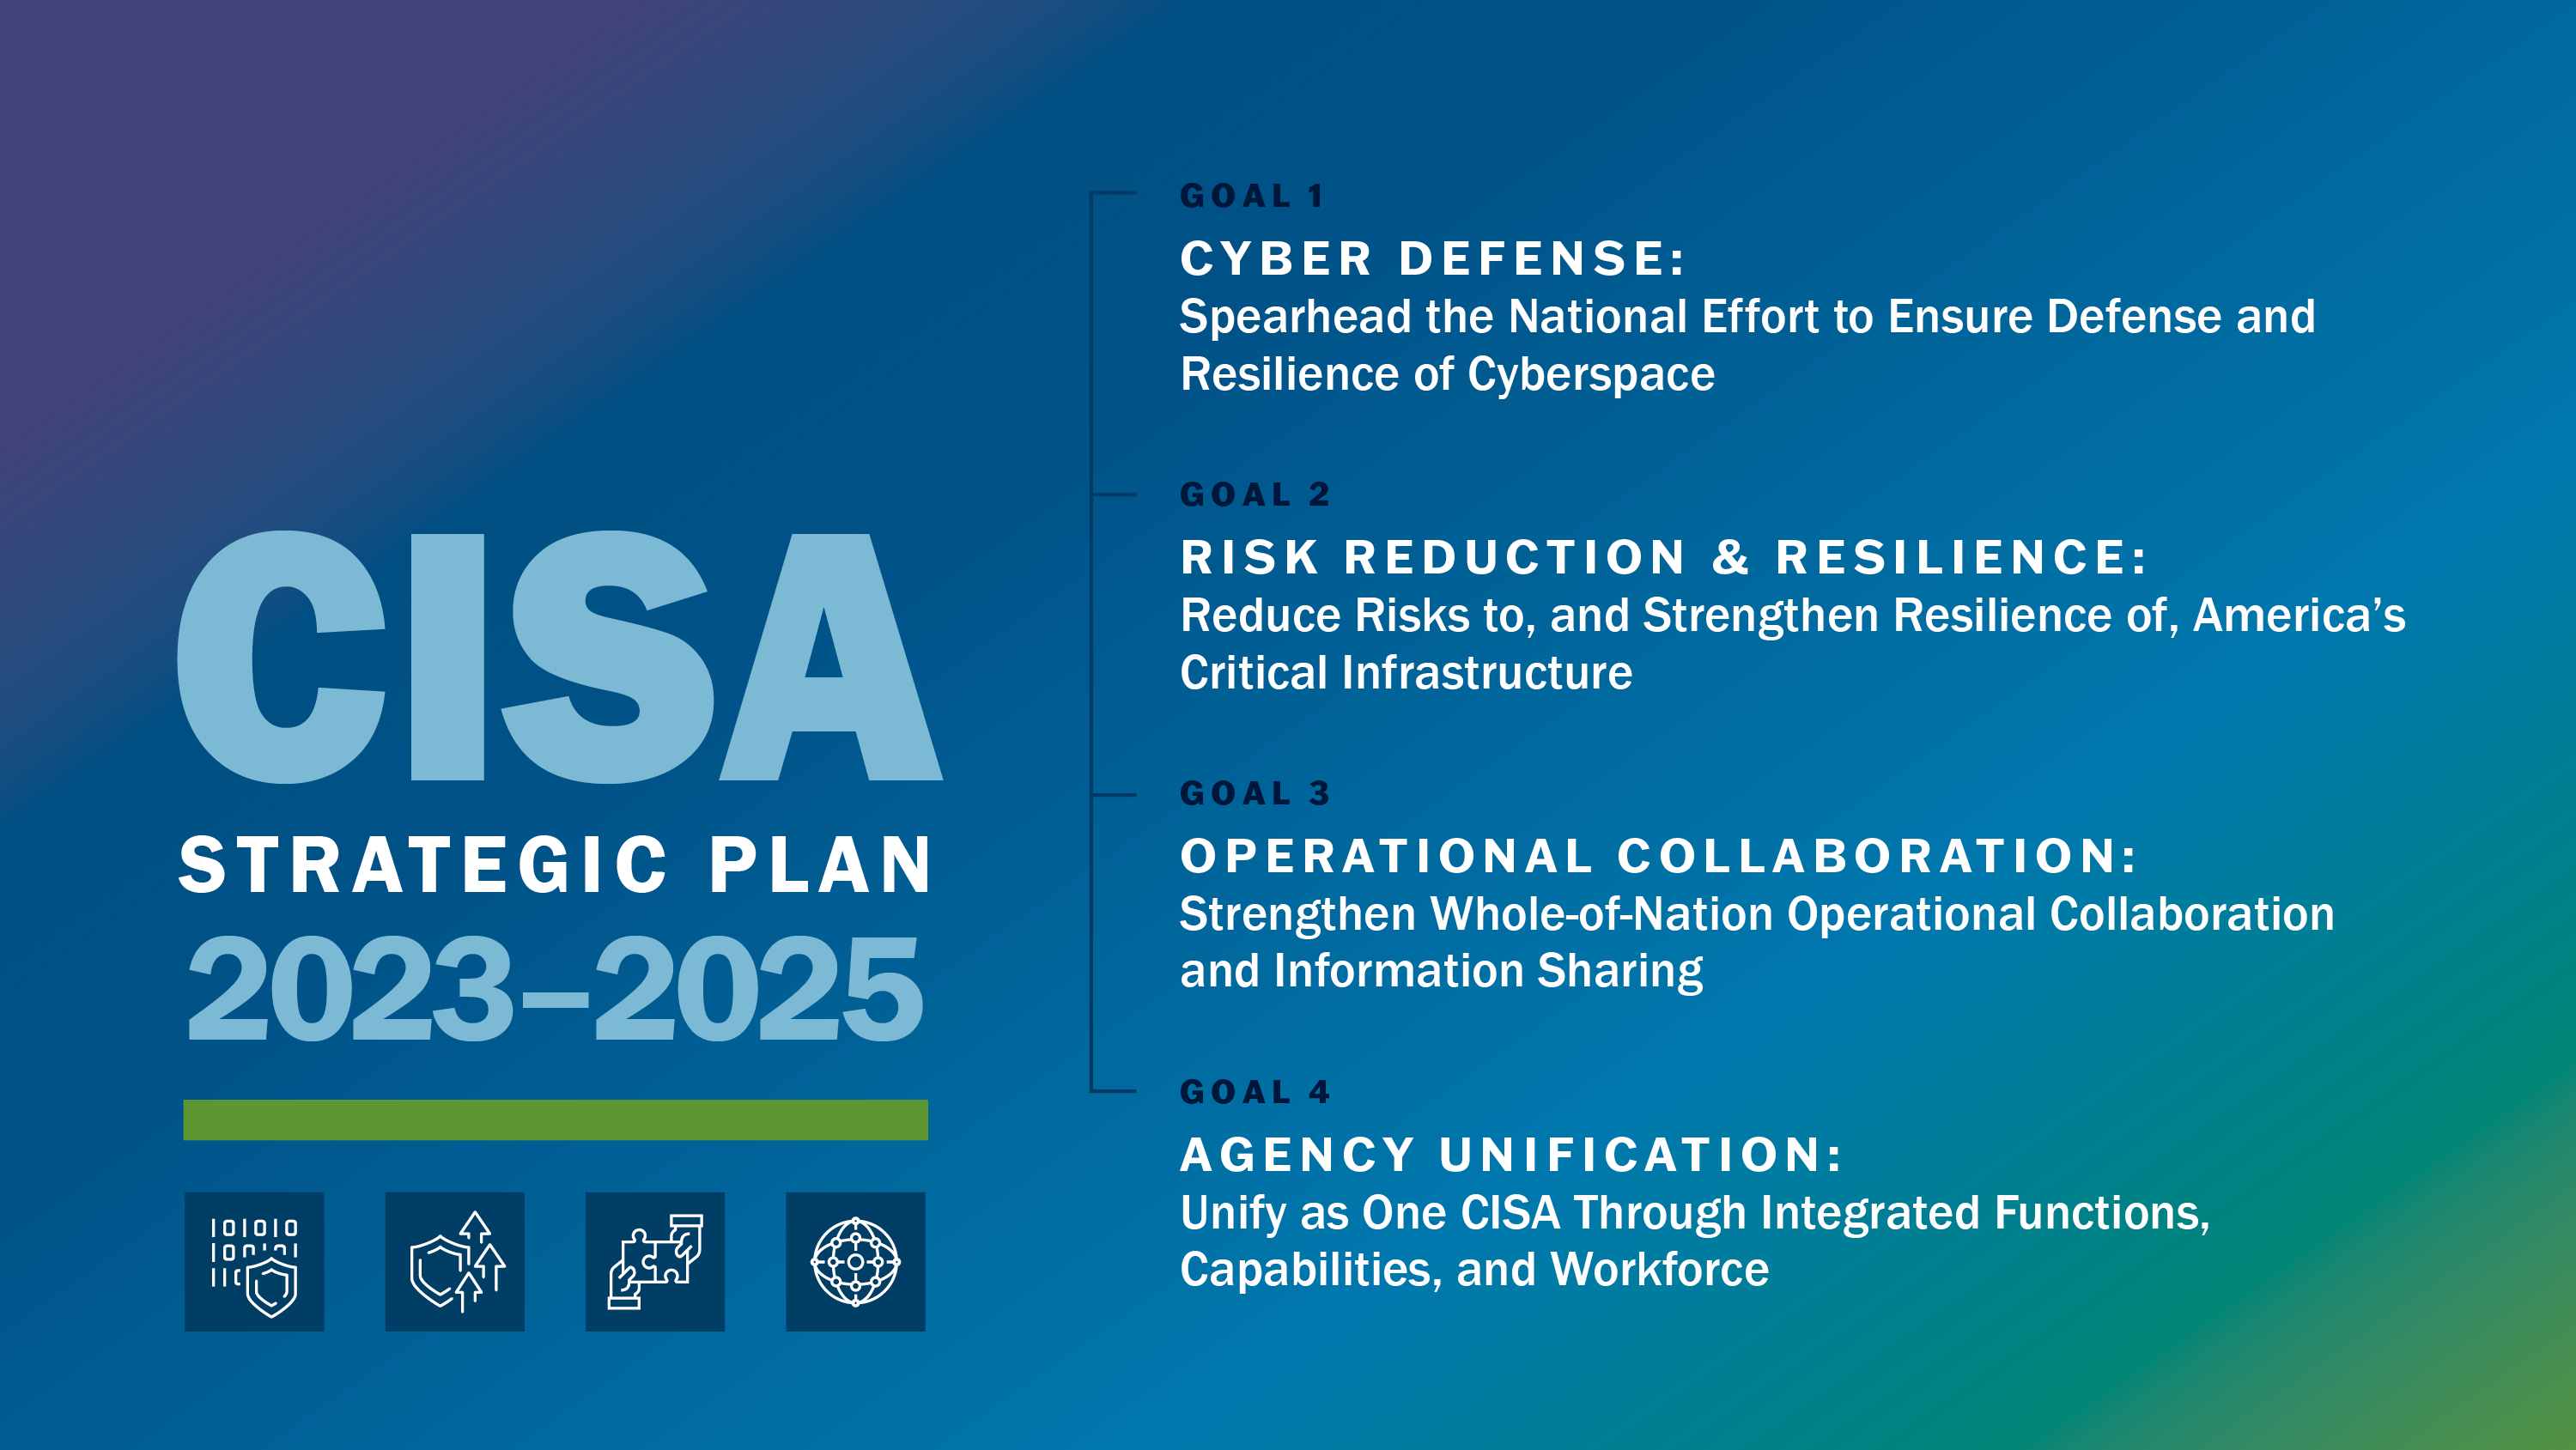 CISA
STRATEGIC PLAN
2023–2025
GOAL 1
CYBER DEFENSE:
Spearhead the National Effort to Ensure Defense and
Resilience of Cyberspace
GOAL 2
RISK REDUCTION & RESILIENCE:
Reduce Risks to, and Strengthen Resilience of, America’s
Critical Infrastructure
GOAL 3
OPERATIONAL COLLABORATION:
Strengthen Whole-of-Nation Operational Collaboration
and Information Sharing
GOAL 4
AGENCY UNIFICATION:
Unify as One CISA Through Integrated Functions,
Capabilities, and Workforce